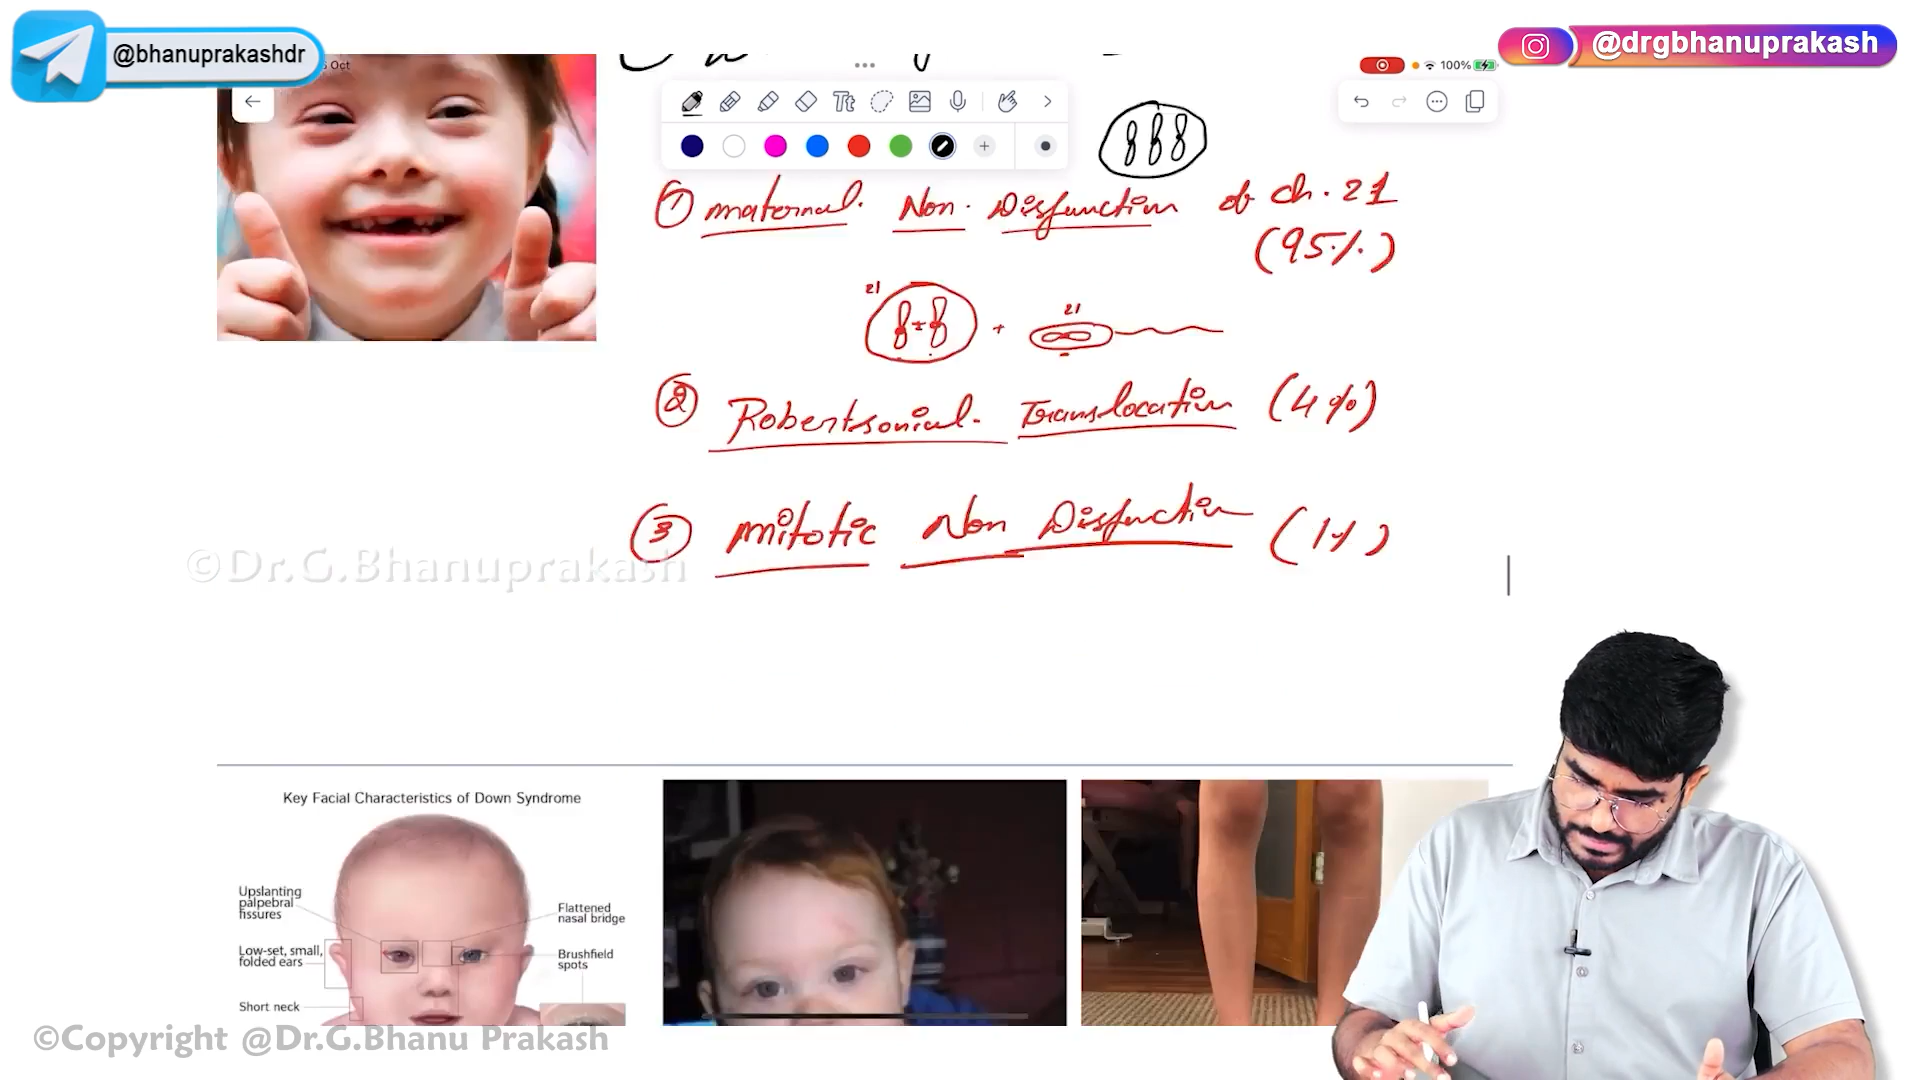 @bhanuprakashdr
@drgbhanuprakash
Oct
100%
Tt
① maternal. Non. Disfunction of ch. 21
(95%)
21
21
+
② Robertsonial. Translocation (4%)
③ mitotic Non Disfunction (1%)
©Dr.G.Bhanuprakash
Key Facial Characteristics of Down Syndrome
Upslanting
palpebral
fissures
Flattened
nasal bridge
Low-set, small,
folded ears
Brushfield
spots
Short neck
©Copyright @Dr.G.Bhanu Prakash